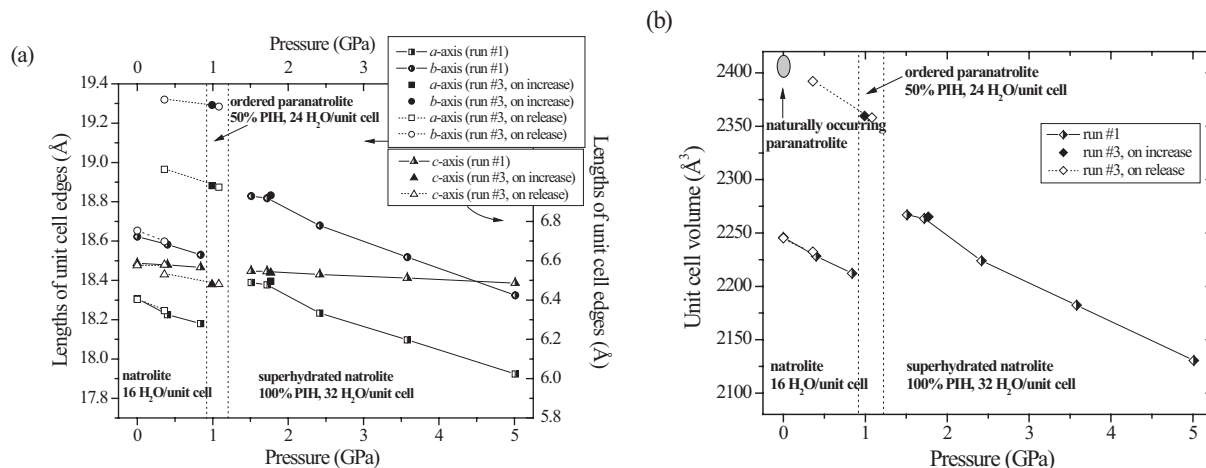 (a)
Pressure (GPa)
0 1 2 3 4 5
a-axis (run #1)
b-axis (run #1)
a-axis (run #3, on increase)
b-axis (run #3, on increase)
a-axis (run #3, on release)
b-axis (run #3, on release)
c-axis (run #1)
c-axis (run #3, on increase)
c-axis (run #3, on release)
19.4
19.2
19.0
18.8
18.6
18.4
18.2
18.0
17.8
Lengths of unit cell edges (Å)
ordered paranatrolite
50% PIH, 24 H2O/unit cell
natrolite
16 H2O/unit cell
superhydrated natrolite
100% PIH, 32 H2O/unit cell
6.8
6.6
6.4
6.2
6.0
5.8
Lengths of unit cell edges (Å)
0 1 2 3 4 5
Pressure (GPa)
(b)
2400
2350
2300
2250
2200
2150
2100
Unit cell volume (Å3)
ordered paranatrolite
50% PIH, 24 H2O/unit cell
naturally occurring
paranatrolite
run #1
run #3, on increase
run #3, on release
natrolite
16 H2O/unit cell
superhydrated natrolite
100% PIH, 32 H2O/unit cell
0 1 2 3 4 5
Pressure (GPa)